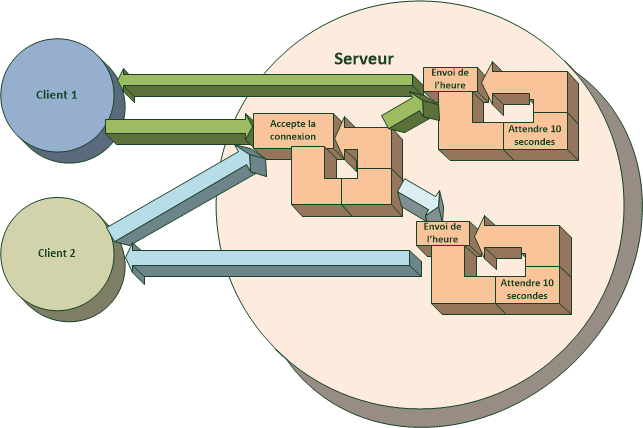 Serveur
Client 1
Envoi de
l'heure
Attendre 10
secondes
Accepte la
connexion
Client 2
Envoi de
l'heure
Attendre 10
secondes